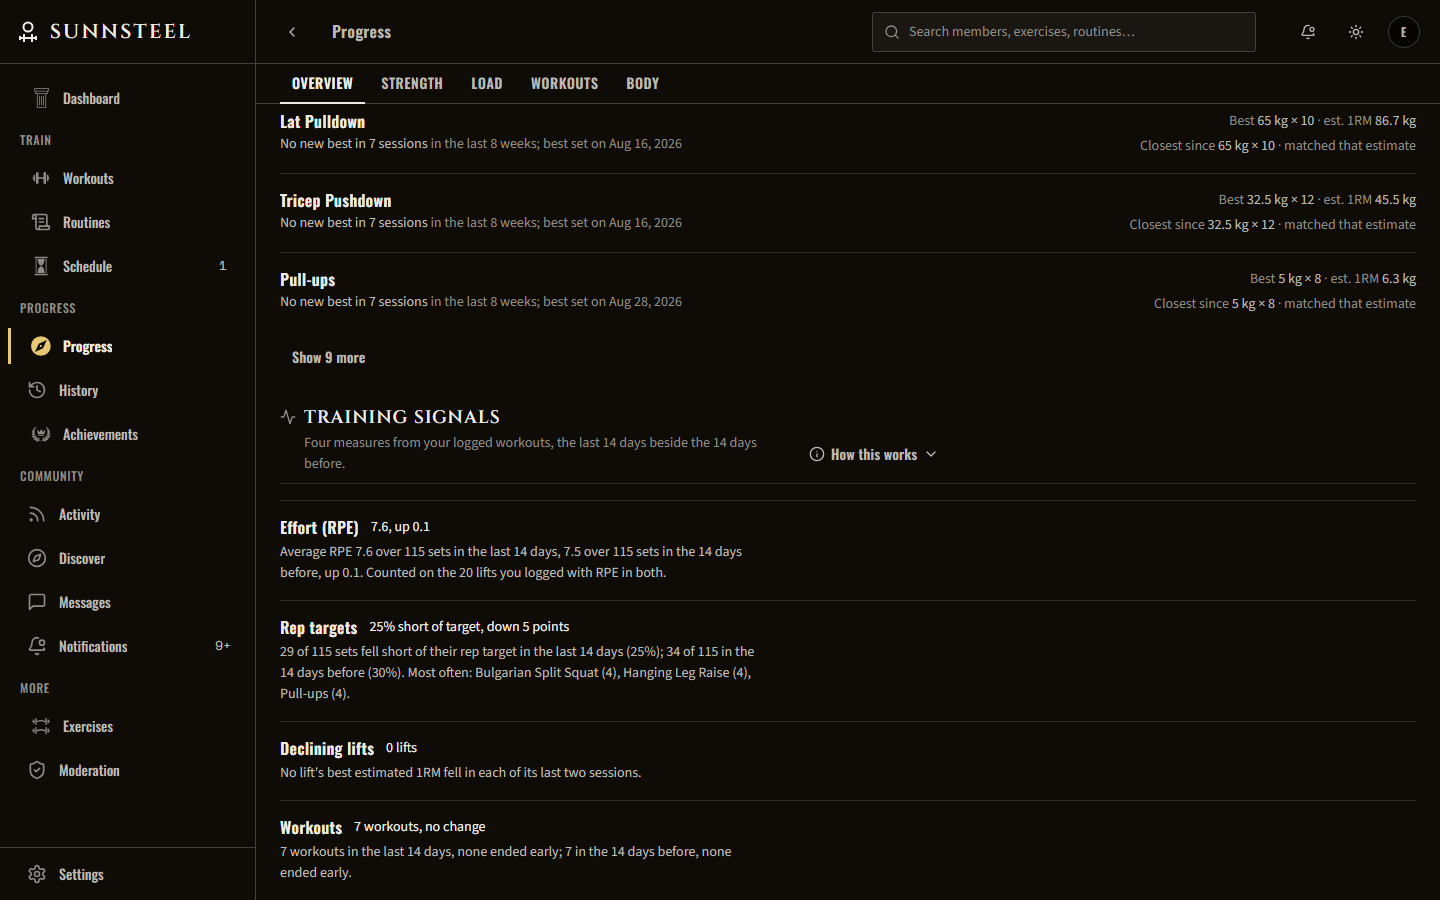 SUNNSTEEL
Progress
Search members, exercises, routines…
E
Dashboard
TRAIN
Workouts
Routines
Schedule 1
PROGRESS
Progress
History
Achievements
COMMUNITY
Activity
Discover
Messages
Notifications 9+
MORE
Exercises
Moderation
Settings
OVERVIEW STRENGTH LOAD WORKOUTS BODY
Lat Pulldown
No new best in 7 sessions in the last 8 weeks; best set on Aug 16, 2026
Best 65 kg × 10 · est. 1RM 86.7 kg
Closest since 65 kg × 10 · matched that estimate
Tricep Pushdown
No new best in 7 sessions in the last 8 weeks; best set on Aug 16, 2026
Best 32.5 kg × 12 · est. 1RM 45.5 kg
Closest since 32.5 kg × 12 · matched that estimate
Pull-ups
No new best in 7 sessions in the last 8 weeks; best set on Aug 28, 2026
Best 5 kg × 8 · est. 1RM 6.3 kg
Closest since 5 kg × 8 · matched that estimate
Show 9 more
TRAINING SIGNALS
Four measures from your logged workouts, the last 14 days beside the 14 days
before.
How this works
Effort (RPE) 7.6, up 0.1
Average RPE 7.6 over 115 sets in the last 14 days, 7.5 over 115 sets in the 14 days
before, up 0.1. Counted on the 20 lifts you logged with RPE in both.
Rep targets 25% short of target, down 5 points
29 of 115 sets fell short of their rep target in the last 14 days (25%); 34 of 115 in the
14 days before (30%). Most often: Bulgarian Split Squat (4), Hanging Leg Raise (4),
Pull-ups (4).
Declining lifts 0 lifts
No lift's best estimated 1RM fell in each of its last two sessions.
Workouts 7 workouts, no change
7 workouts in the last 14 days, none ended early; 7 in the 14 days before, none
ended early.